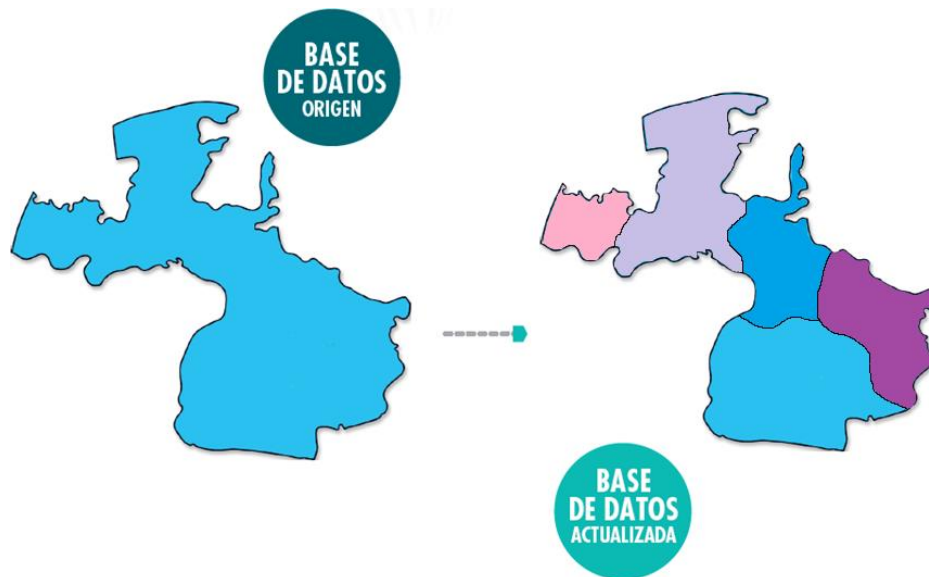 BASE
DE DATOS
ORIGEN
BASE
DE DATOS
ACTUALIZADA